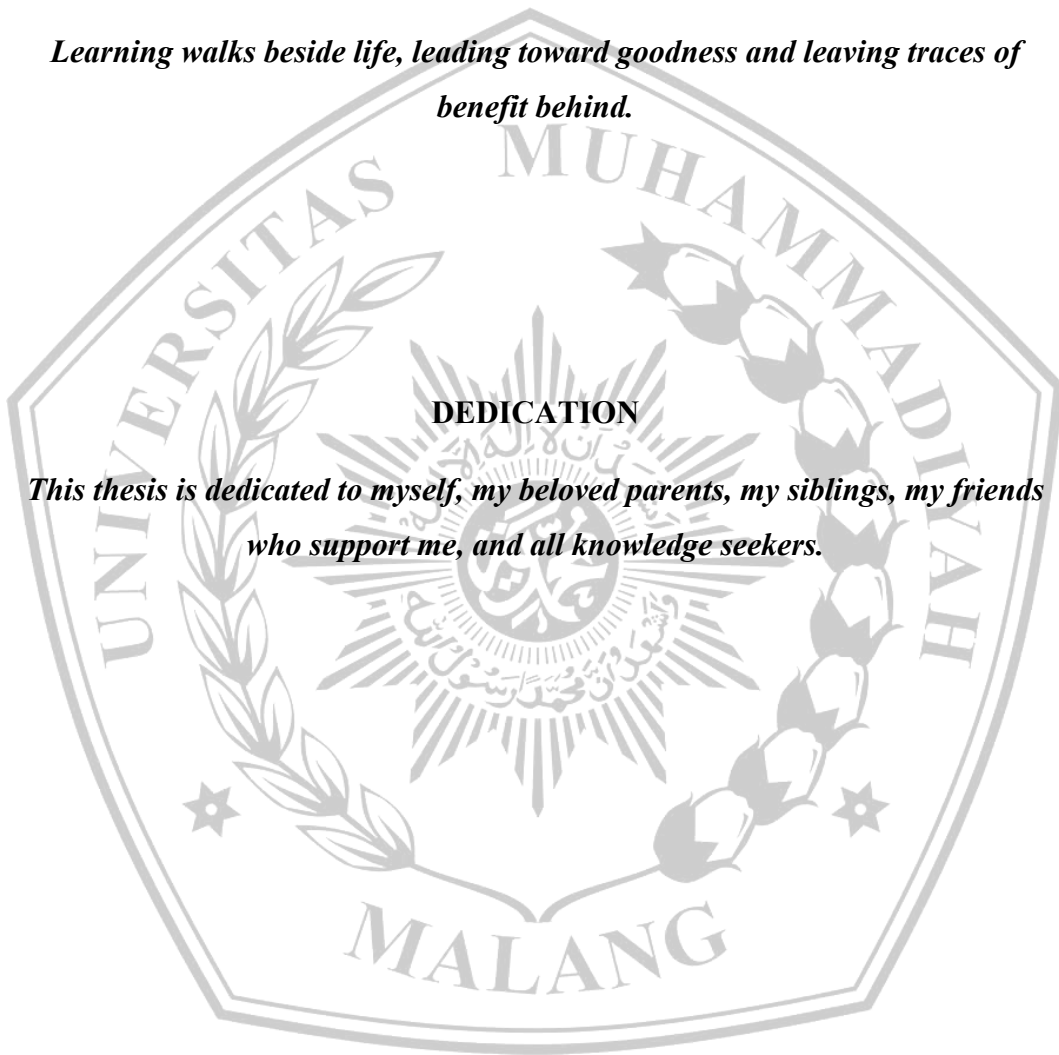 Learning walks beside life, leading toward goodness and leaving traces of
benefit behind.
UNIVERSITAS MUHAMMADIYAH
DEDICATION
This thesis is dedicated to myself, my beloved parents, my siblings, my friends
who support me, and all knowledge seekers.
MALANG